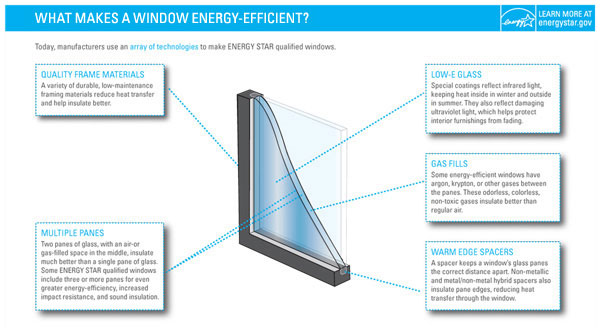 WHAT MAKES A WINDOW ENERGY-EFFICIENT?
LEARN MORE AT
energystar.gov
Today, manufacturers use an array of technologies to make ENERGY STAR qualified windows.
QUALITY FRAME MATERIALS
A variety of durable, low-maintenance
framing materials reduce heat transfer
and help insulate better.
MULTIPLE PANES
Two panes of glass, with an air-or
gas-filled space in the middle, insulate
much better than a single pane of glass.
Some ENERGY STAR qualified windows
include three or more panes for even
greater energy-efficiency, increased
impact resistance, and sound insulation.
LOW-E GLASS
Special coatings reflect infrared light,
keeping heat inside in winter and outside
in summer. They also reflect damaging
ultraviolet light, which helps protect
interior furnishings from fading.
GAS FILLS
Some energy-efficient windows have
argon, krypton, or other gases between
the panes. These odorless, colorless,
non-toxic gases insulate better than
regular air.
WARM EDGE SPACERS
A spacer keeps a window's glass panes
the correct distance apart. Non-metallic
and metal/non-metal hybrid spacers also
insulate pane edges, reducing heat
transfer through the window.